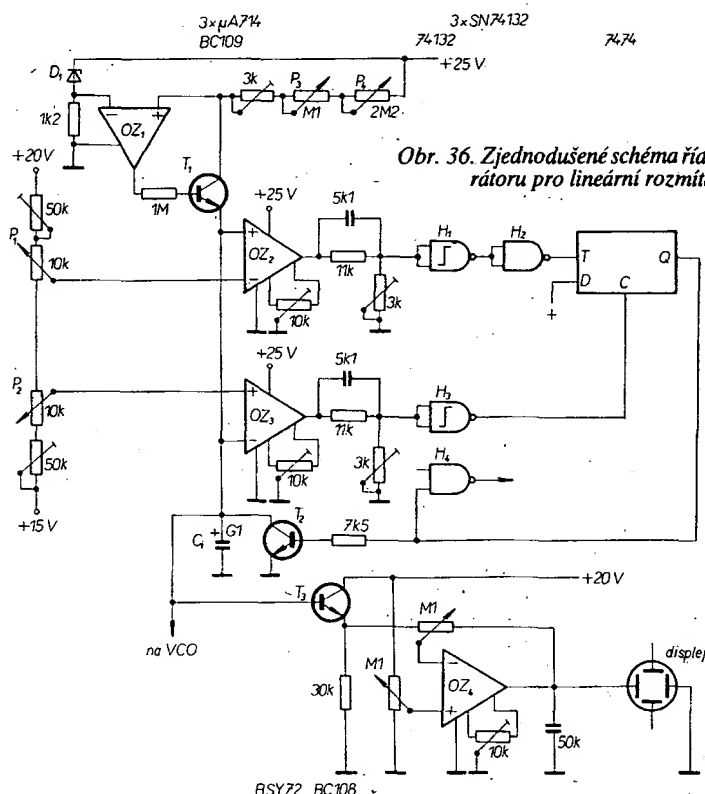 3×μA714
BC109
3×SN74132
74132
7474
+25 V
D₁
1k2
OZ₁
3k
P₃
M1
P₄
2M2
+20 V
Obr. 36. Zjednodušené schéma říd
rátoru pro lineární rozmít
T₁
1M
50k
P₁
10k
+25 V
OZ₂
10k
5k1
11k
3k
H₁
H₂
T
D
C
Q
+
P₂
10k
50k
+15 V
+25 V
OZ₃
10k
5k1
11k
3k
H₃
H₄
T₂
7k5
C₁
+
G1
na VCO
T₃
+20 V
30k
M1
M1
OZ₄
10k
50k
displej
BSY72 BC108